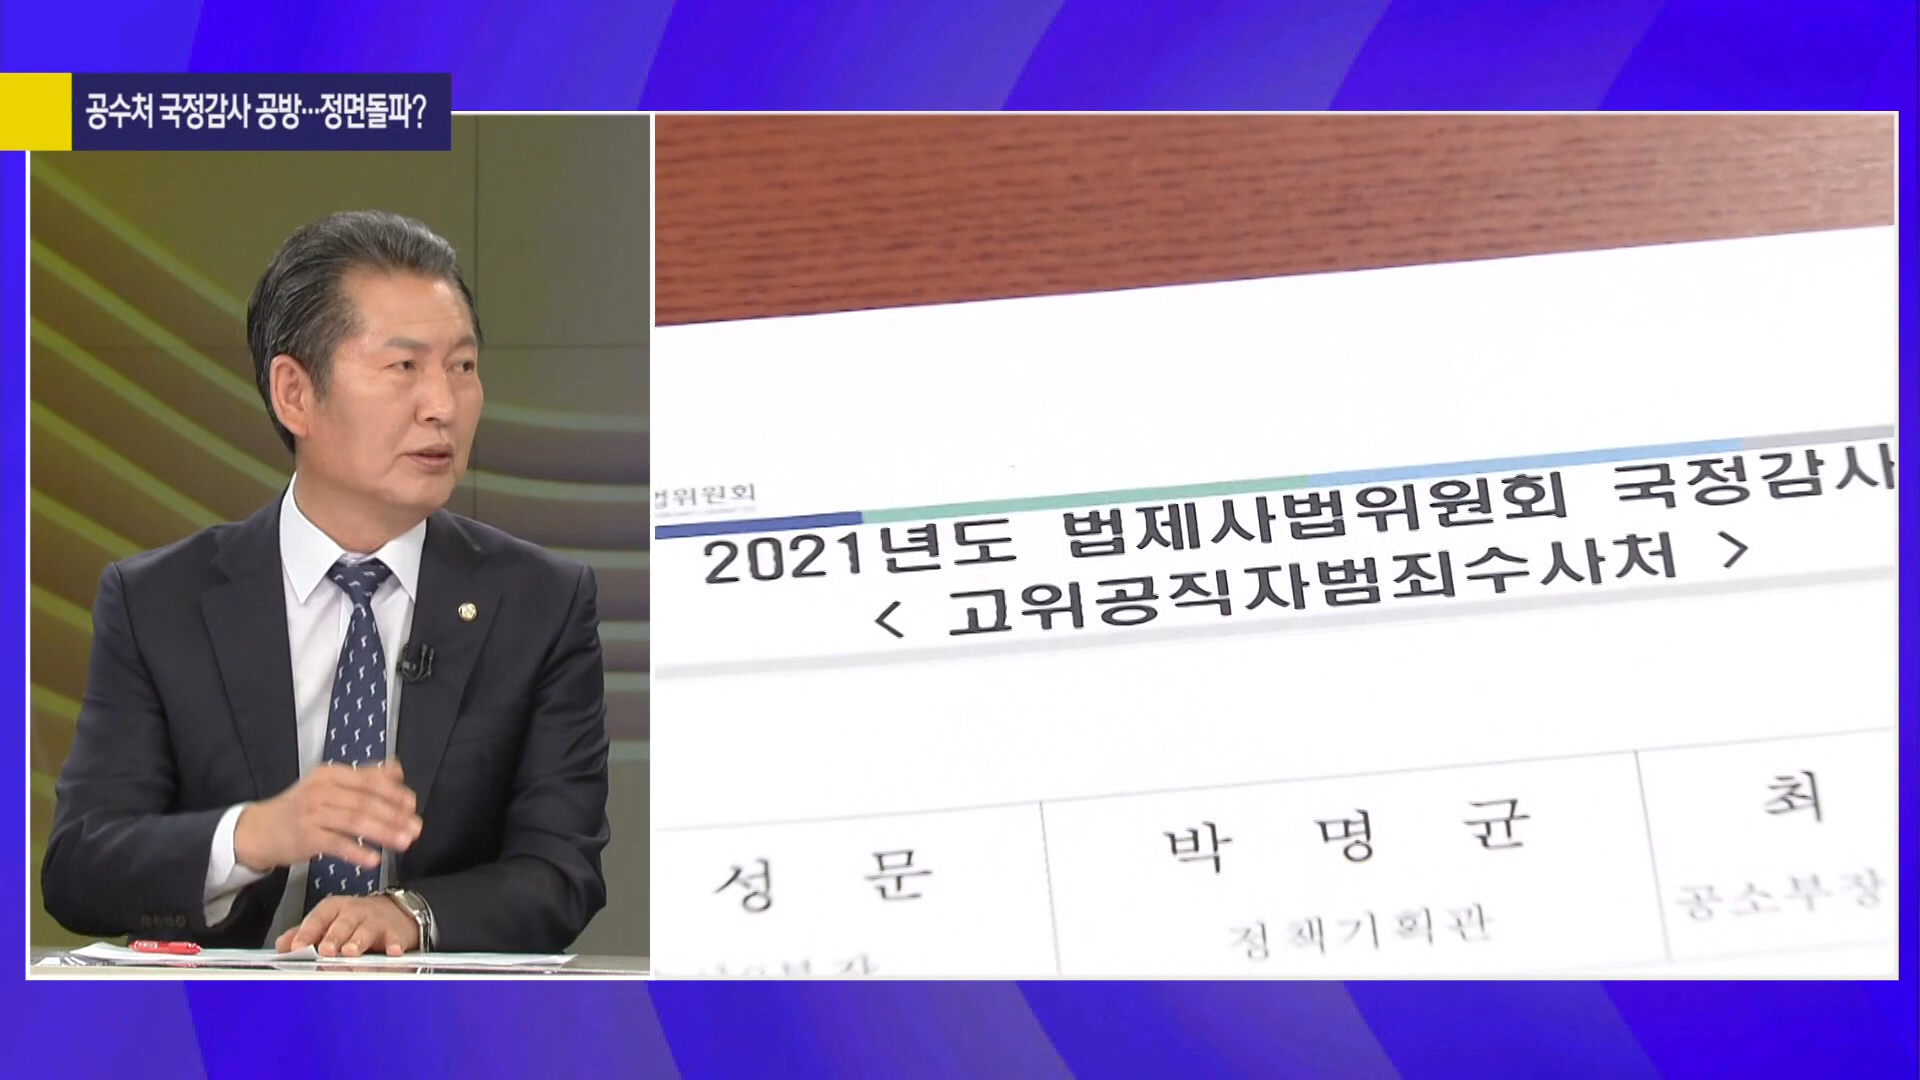 공수처 국정감사 공방…정면돌파?
법위원회
2021년도 법제사법위원회 국정감사
< 고위공직자범죄수사처 >
성 문 박 명 균 최
정책기획관 공소부장